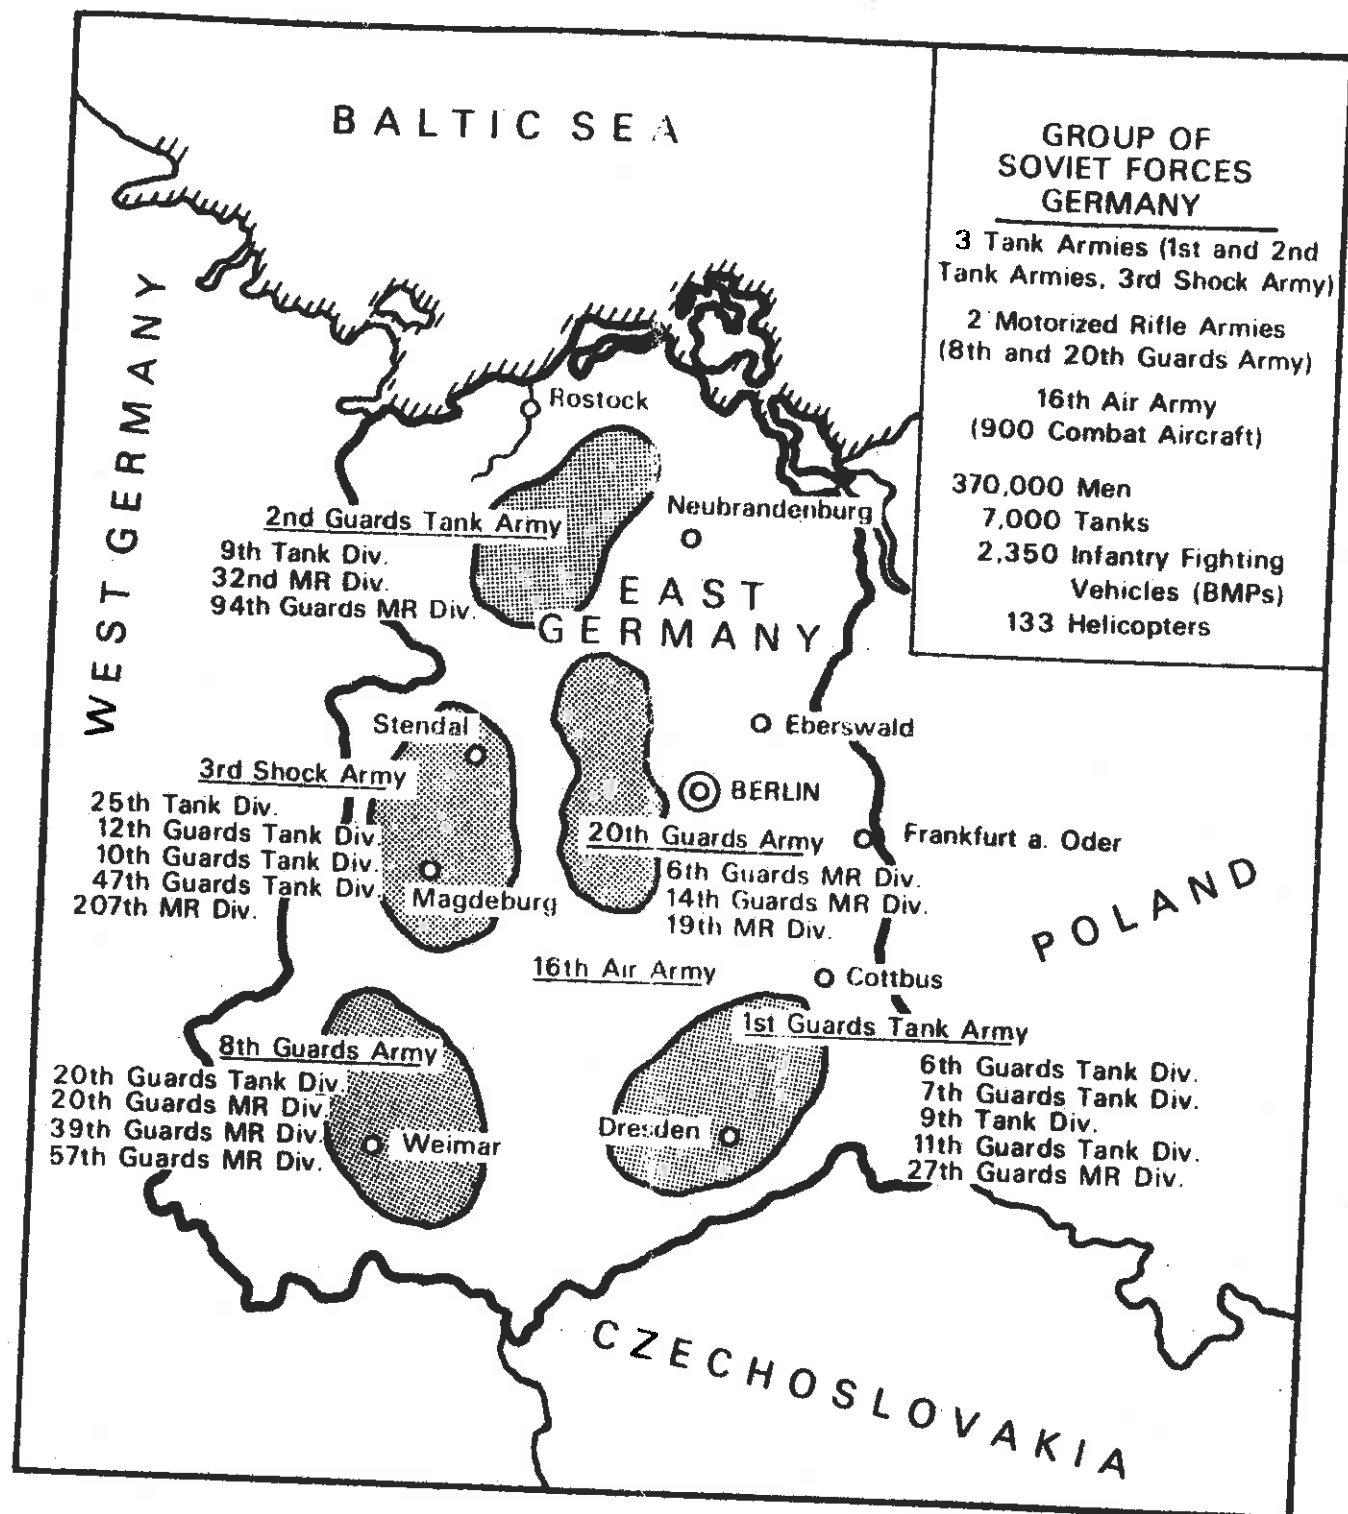 BALTIC SEA
GROUP OF
SOVIET FORCES
GERMANY
3 Tank Armies (1st and 2nd
Tank Armies, 3rd Shock Army)
2 Motorized Rifle Armies
(8th and 20th Guards Army)
16th Air Army
(900 Combat Aircraft)
370,000 Men
7,000 Tanks
2,350 Infantry Fighting
Vehicles (BMPs)
133 Helicopters
WEST GERMANY
Rostock
Neubrandenburg
2nd Guards Tank Army
9th Tank Div.
32nd MR Div.
94th Guards MR Div.
EAST
GERMANY
Stendal
Eberswald
3rd Shock Army
25th Tank Div.
12th Guards Tank Div.
10th Guards Tank Div.
47th Guards Tank Div.
207th MR Div.
Magdeburg
BERLIN
20th Guards Army
6th Guards MR Div.
14th Guards MR Div.
19th MR Div.
Frankfurt a. Oder
POLAND
16th Air Army
Cottbus
8th Guards Army
20th Guards Tank Div.
20th Guards MR Div.
39th Guards MR Div.
57th Guards MR Div.
Weimar
1st Guards Tank Army
6th Guards Tank Div.
7th Guards Tank Div.
9th Tank Div.
11th Guards Tank Div.
27th Guards MR Div.
Dresden
CZECHOSLOVAKIA